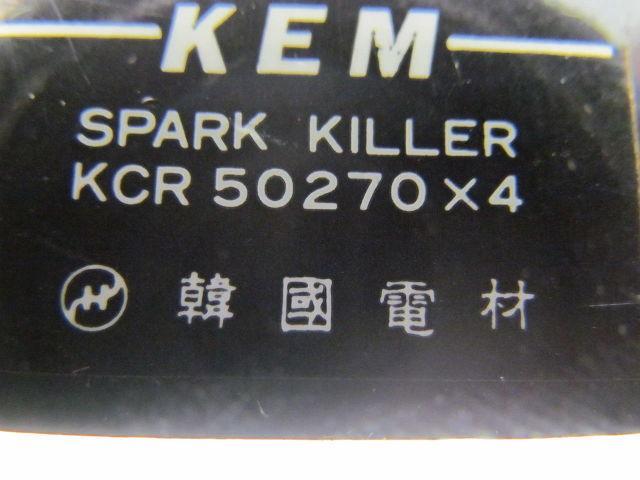 KEM
SPARK KILLER
KCR 50270×4
韓國電材